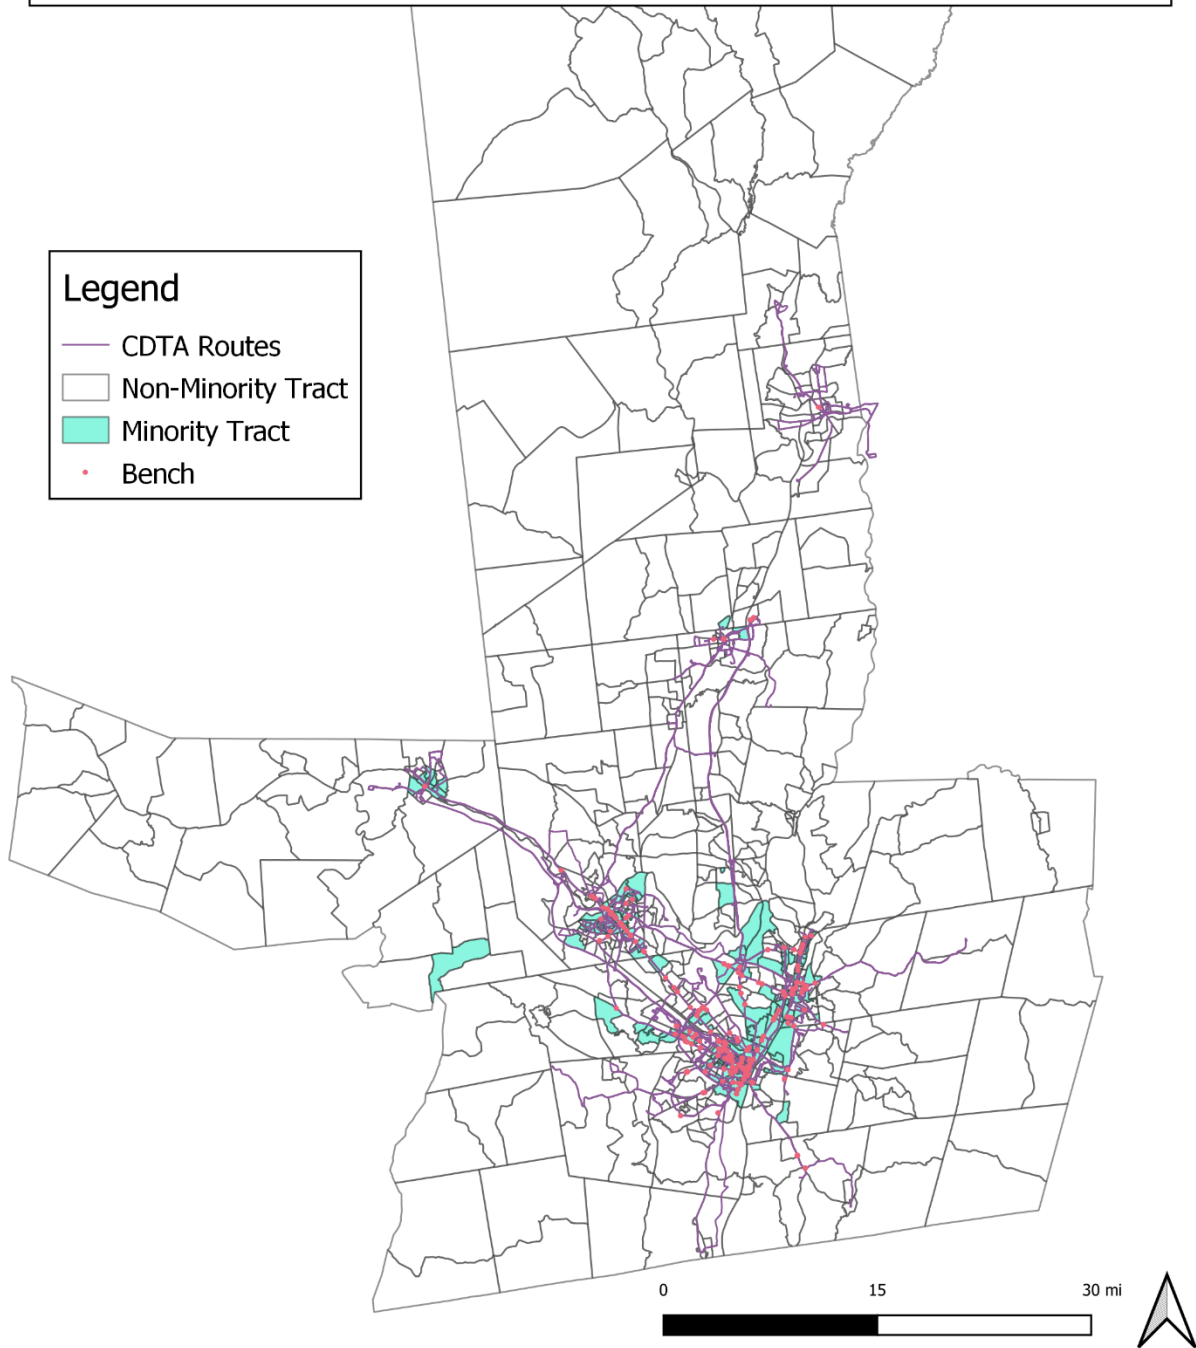 Legend
CDTA Routes
Non-Minority Tract
Minority Tract
Bench
0 15 30 mi